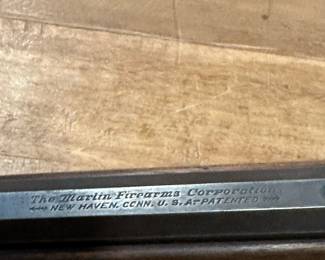 The Marlin Firearms Corporation
NEW HAVEN, CONN. U. S. A-PATENTED